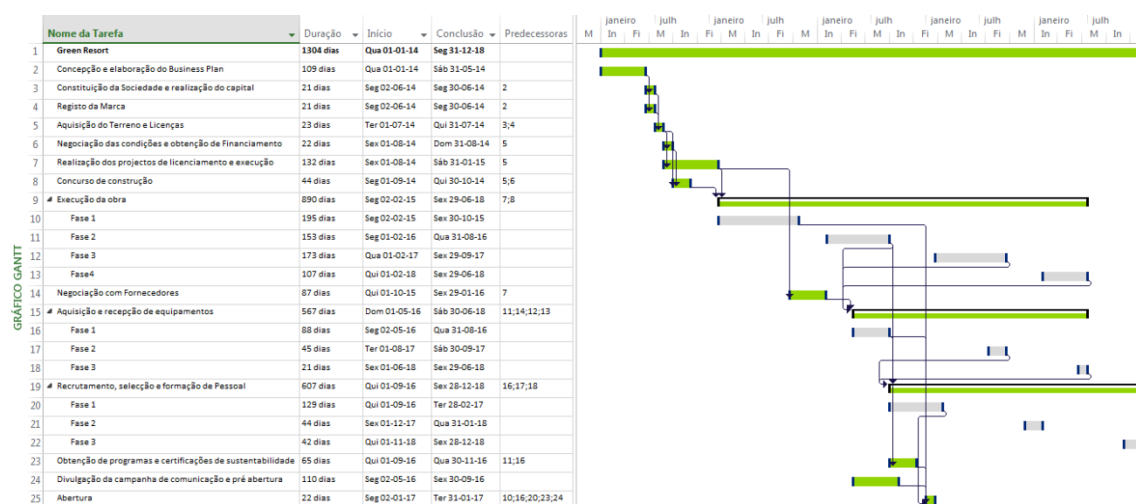 janeiro julh janeiro julh janeiro julh janeiro julh janeiro julh
Nome da Tarefa Duração Início Conclusão Predecessoras M In Fi M In Fi M In Fi M In Fi M In Fi M In Fi M In Fi M In Fi M In Fi M In
1 Green Resort 1304 dias Qua 01-01-14 Seg 31-12-18
2 Concepção e elaboração do Business Plan 109 dias Qua 01-01-14 Sáb 31-05-14
3 Constituição da Sociedade e realização do capital 21 dias Seg 02-06-14 Seg 30-06-14 2
4 Registo da Marca 21 dias Seg 02-06-14 Seg 30-06-14 2
5 Aquisição do Terreno e Licenças 23 dias Ter 01-07-14 Qui 31-07-14 3;4
6 Negociação das condições e obtenção de Financiamento 22 dias Sex 01-08-14 Dom 31-08-14 5
7 Realização dos projectos de licenciamento e execução 132 dias Sex 01-08-14 Sáb 31-01-15 5
8 Concurso de construção 44 dias Seg 01-09-14 Qui 30-10-14 5;6
9 Execução da obra 890 dias Seg 02-02-15 Sex 29-06-18 7;8
10 Fase 1 195 dias Seg 02-02-15 Sex 30-10-15
11 Fase 2 153 dias Seg 01-02-16 Qua 31-08-16
12 Fase 3 173 dias Qua 01-02-17 Sex 29-09-17
13 Fase4 107 dias Qui 01-02-18 Sex 29-06-18
14 Negociação com Fornecedores 87 dias Qui 01-10-15 Sex 29-01-16 7
15 Aquisição e recepção de equipamentos 567 dias Dom 01-05-16 Sáb 30-06-18 11;14;12;13
16 Fase 1 88 dias Seg 02-05-16 Qua 31-08-16
17 Fase 2 45 dias Ter 01-08-17 Sáb 30-09-17
18 Fase 3 21 dias Sex 01-06-18 Sex 29-06-18
19 Recrutamento, selecção e formação de Pessoal 607 dias Qui 01-09-16 Sex 28-12-18 16;17;18
20 Fase 1 129 dias Qui 01-09-16 Ter 28-02-17
21 Fase 2 44 dias Sex 01-12-17 Qua 31-01-18
22 Fase 3 42 dias Qui 01-11-18 Sex 28-12-18
23 Obtenção de programas e certificações de sustentabilidade 65 dias Qui 01-09-16 Qua 30-11-16 11;16
24 Divulgação da campanha de comunicação e pré abertura 110 dias Seg 02-05-16 Sex 30-09-16
25 Abertura 22 dias Seg 02-01-17 Ter 31-01-17 10;16;20;23;24
GRÁFICO GANTT